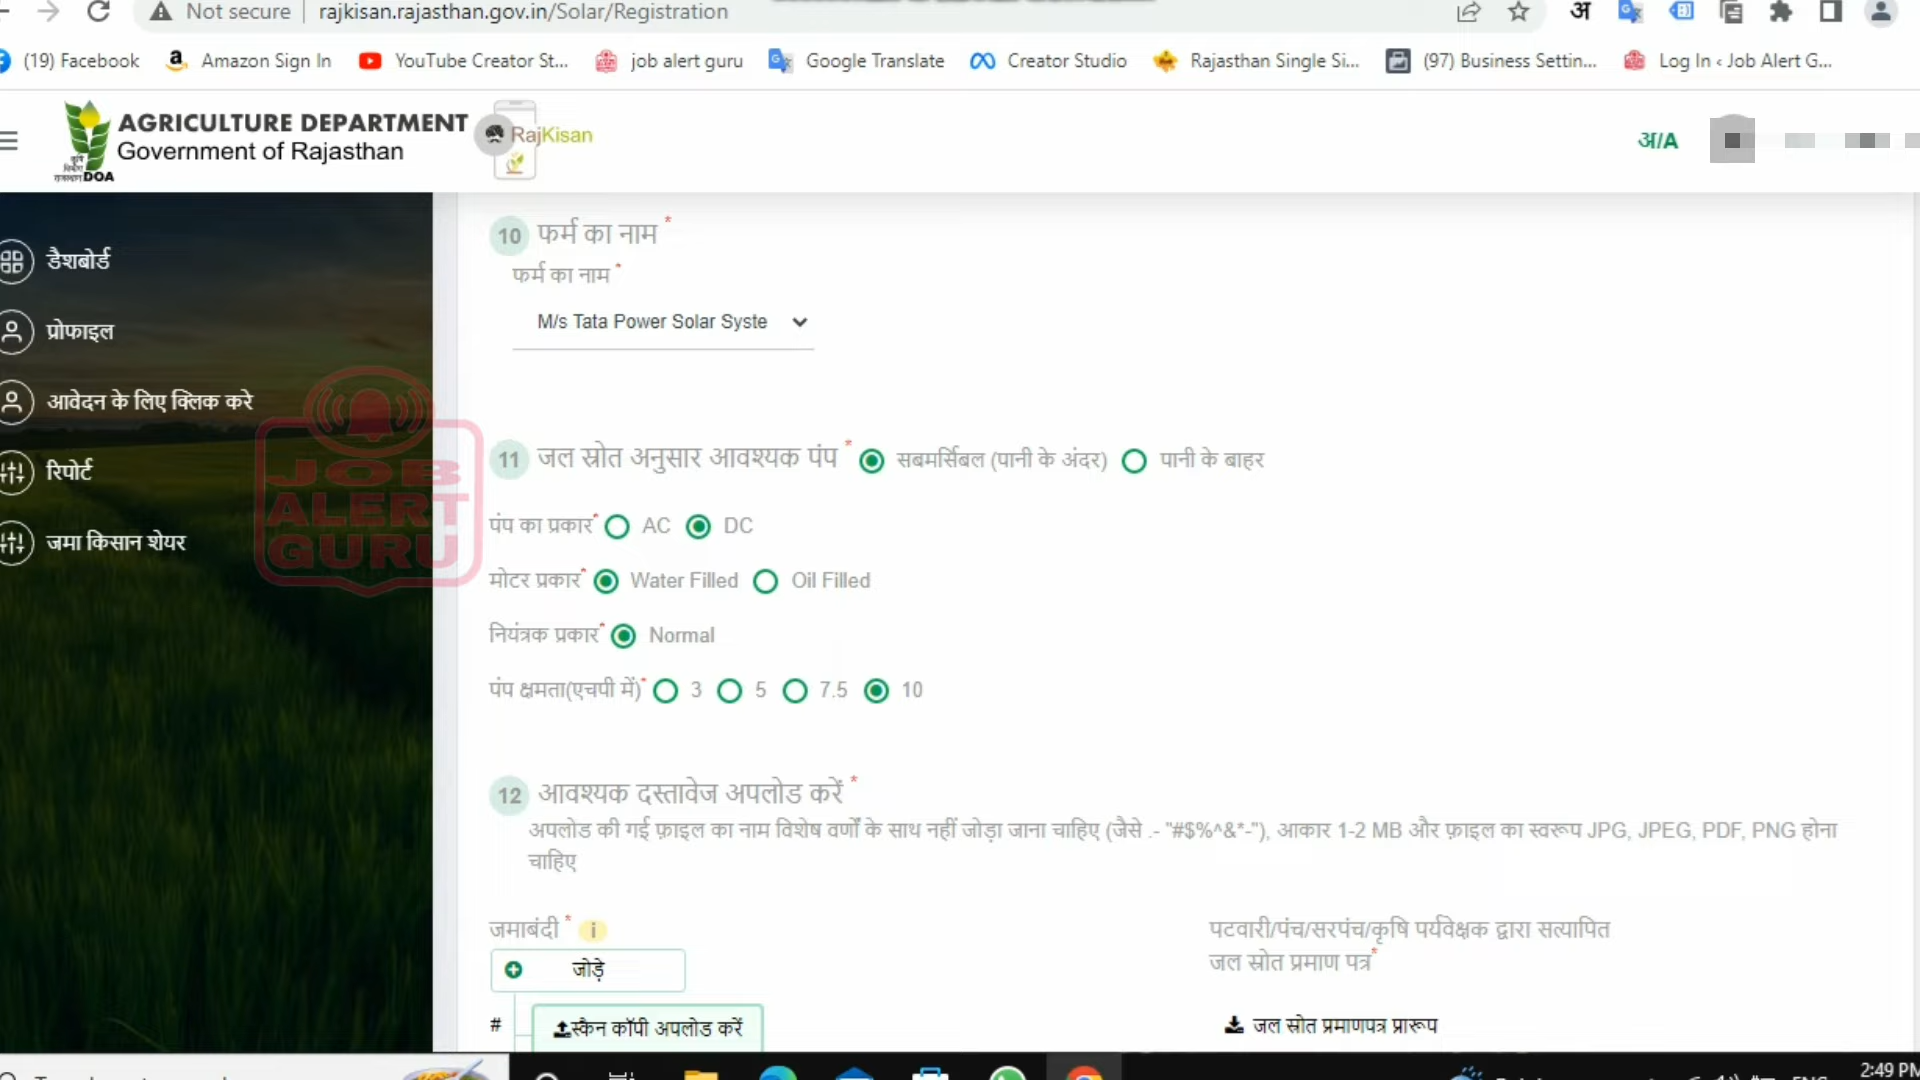 Not secure rajkisan.rajasthan.gov.in/Solar/Registration
(19) Facebook Amazon Sign In YouTube Creator St... job alert guru Google Translate Creator Studio Rajasthan Single Si... (97) Business Settin... Log In ‹ Job Alert G...
AGRICULTURE DEPARTMENT
Government of Rajasthan
DOA
RajKisan
अ/A
डैशबोर्ड
प्रोफाइल
आवेदन के लिए क्लिक करे
रिपोर्ट
जमा किसान शेयर
JOB
ALERT
GURU
10 फर्म का नाम *
फर्म का नाम *
M/s Tata Power Solar Syste
11 जल स्रोत अनुसार आवश्यक पंप * सबमर्सिबल (पानी के अंदर) पानी के बाहर
पंप का प्रकार* AC DC
मोटर प्रकार* Water Filled Oil Filled
नियंत्रक प्रकार* Normal
पंप क्षमता(एचपी में)* 3 5 7.5 10
12 आवश्यक दस्तावेज अपलोड करें *
अपलोड की गई फ़ाइल का नाम विशेष वर्णों के साथ नहीं जोड़ा जाना चाहिए (जैसे .- "#$%^&*-"), आकार 1-2 MB और फ़ाइल का स्वरूप JPG, JPEG, PDF, PNG होना
चाहिए
जमाबंदी * i
जोड़े
# स्कैन कॉपी अपलोड करें
पटवारी/पंच/सरपंच/कृषि पर्यवेक्षक द्वारा सत्यापित
जल स्रोत प्रमाण पत्र*
जल स्रोत प्रमाणपत्र प्रारूप
2:49 PM